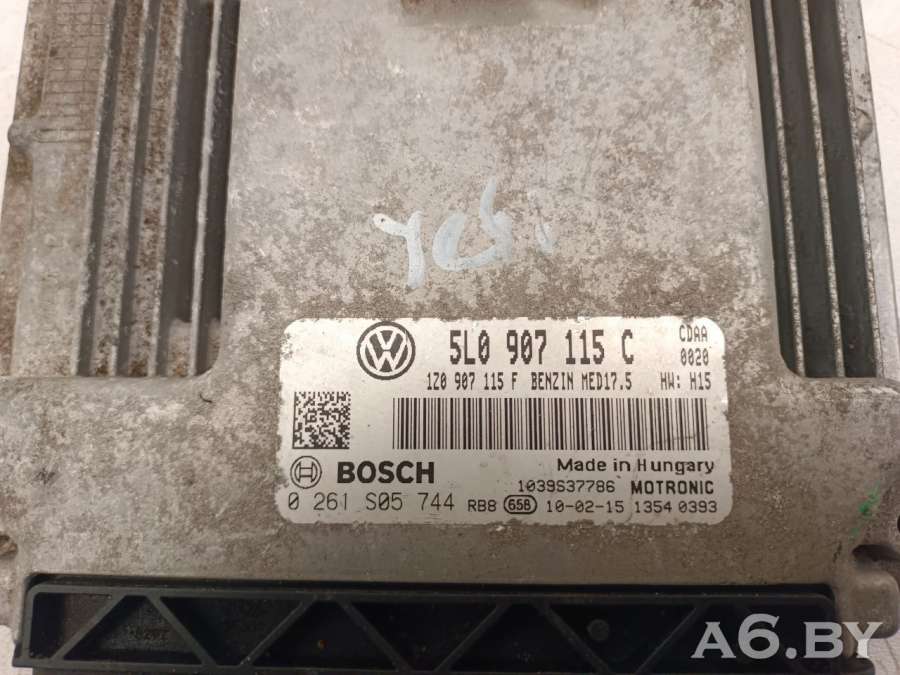 5L0 907 115 C
CDAA
0020
1Z0 907 115 F BENZIN MED17.5 HW: H15
BOSCH
Made in Hungary
1039S37786 MOTRONIC
0 261 S05 744 RB8 658 10-02-15 1354 0393
A6.BY